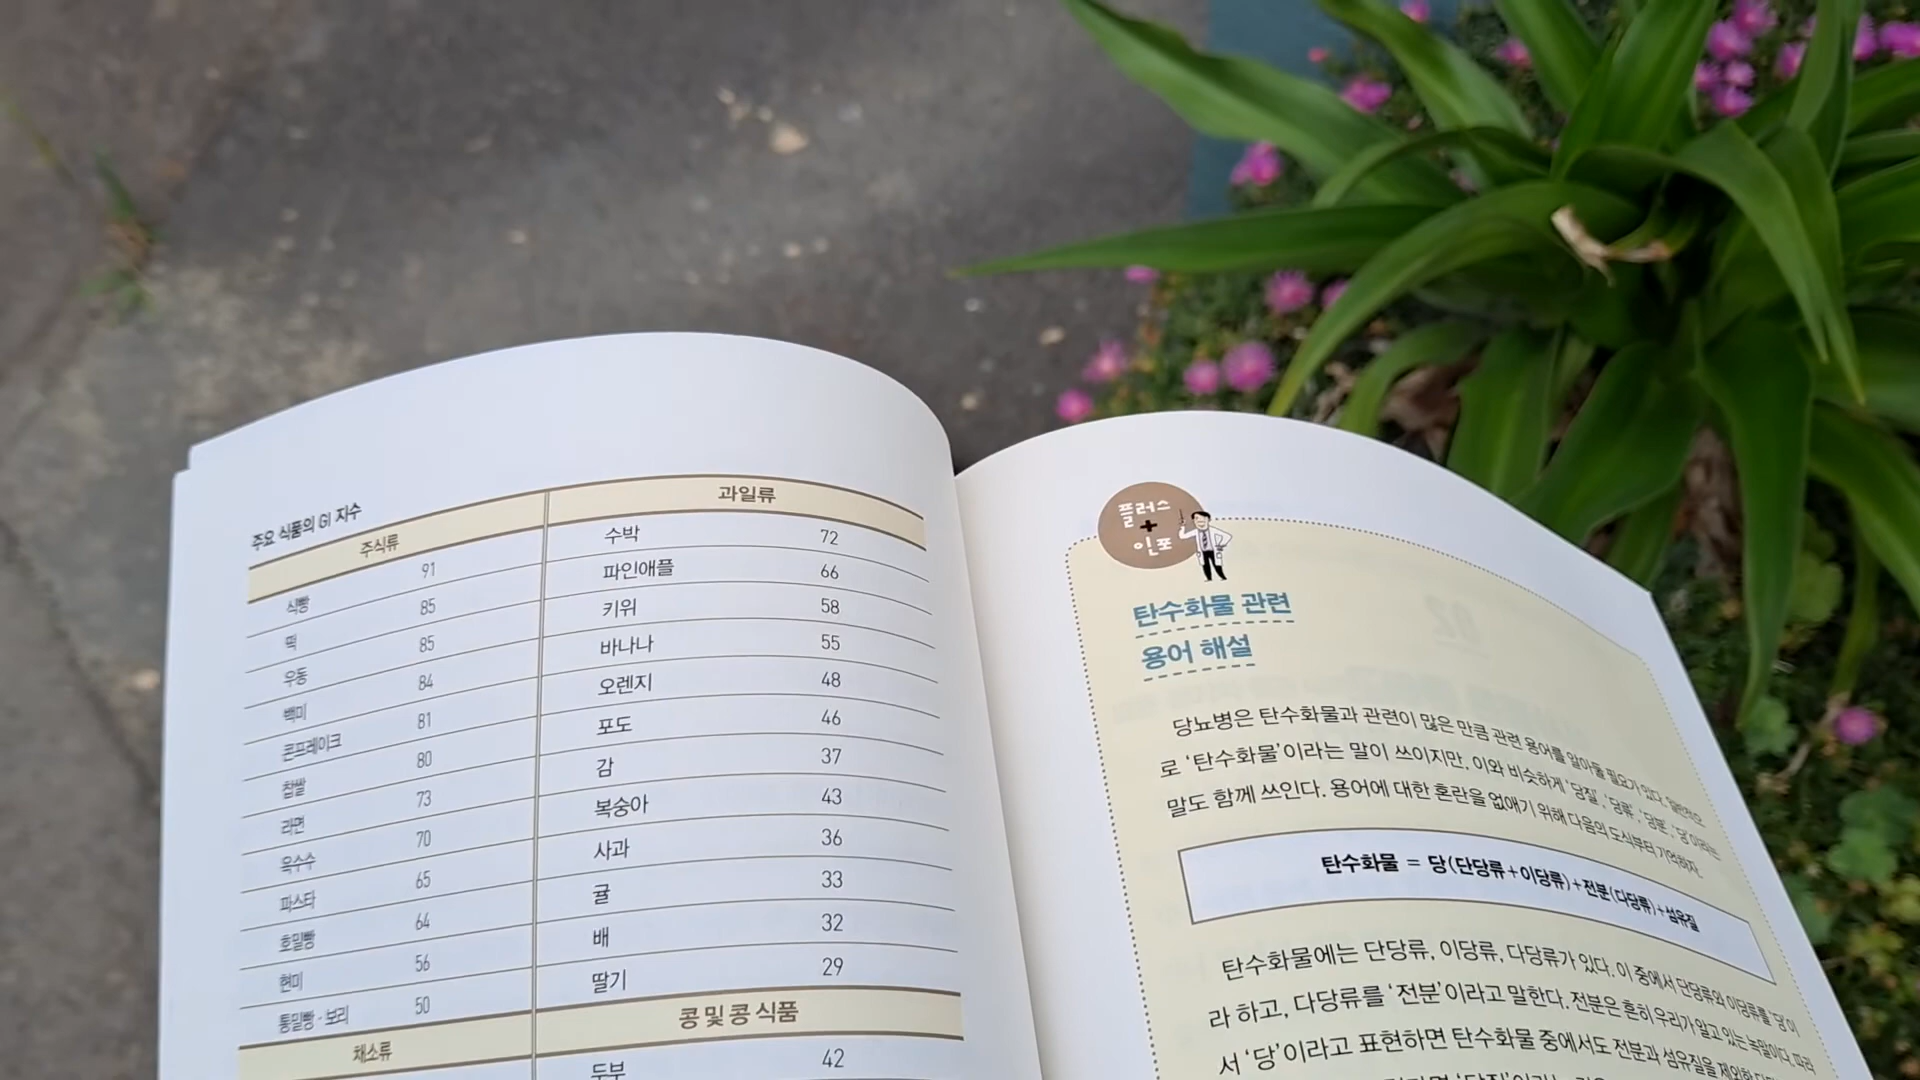 주요 식품의 GI 지수
주식류
식빵 91
떡 85
우동 85
백미 84
콘프레이크 81
찹쌀 80
라면 73
옥수수 70
파스타 65
호밀빵 64
현미 56
통밀빵·보리 50
채소류
과일류
수박 72
파인애플 66
키위 58
바나나 55
오렌지 48
포도 46
감 37
복숭아 43
사과 36
귤 33
배 32
딸기 29
콩 및 콩 식품
두부 42
플러스
+
인포
탄수화물 관련
용어 해설
당뇨병은 탄수화물과 관련이 많은 만큼 관련 용어를 알아둘 필요가 있다. 일반적으
로 ‘탄수화물’이라는 말이 쓰이지만, 이와 비슷하게 ‘당질’, ‘당류’, ‘당분’, ‘당’이라는
말도 함께 쓰인다. 용어에 대한 혼란을 없애기 위해 다음의 도식부터 기억하자.
탄수화물 = 당(단당류+이당류)+전분(다당류)+섬유질
탄수화물에는 단당류, 이당류, 다당류가 있다. 이 중에서 단당류와 이당류를 ‘당’이
라 하고, 다당류를 ‘전분’이라고 말한다. 전분은 흔히 우리가 알고 있는 녹말이다. 따라
서 ‘당’이라고 표현하면 탄수화물 중에서도 전분과 섬유질을 제외한